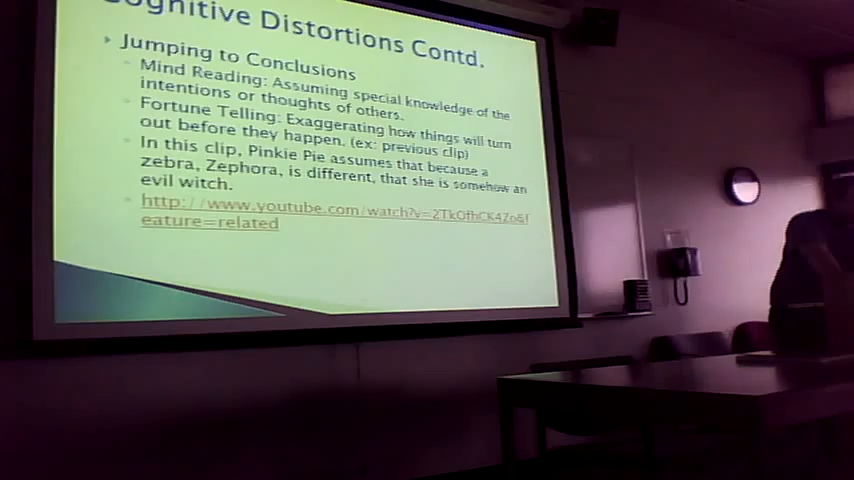 Cognitive Distortions Contd.
Jumping to Conclusions
Mind Reading: Assuming special knowledge of the
intentions or thoughts of others.
Fortune Telling: Exaggerating how things will turn
out before they happen. (ex: previous clip)
In this clip, Pinkie Pie assumes that because a
zebra, Zephora, is different, that she is somehow an
evil witch.
http://www.youtube.com/watch?v=2TkOfhCK4Zo&f
eature=related